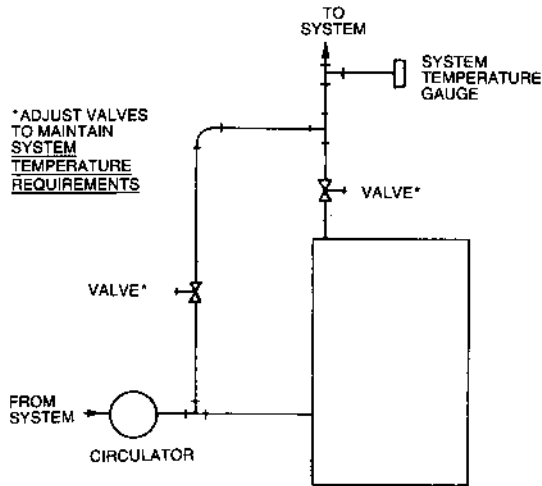 TO
SYSTEM
SYSTEM
TEMPERATURE
GAUGE
*ADJUST VALVES
TO MAINTAIN
SYSTEM
TEMPERATURE
REQUIREMENTS
VALVE*
VALVE*
FROM
SYSTEM
CIRCULATOR